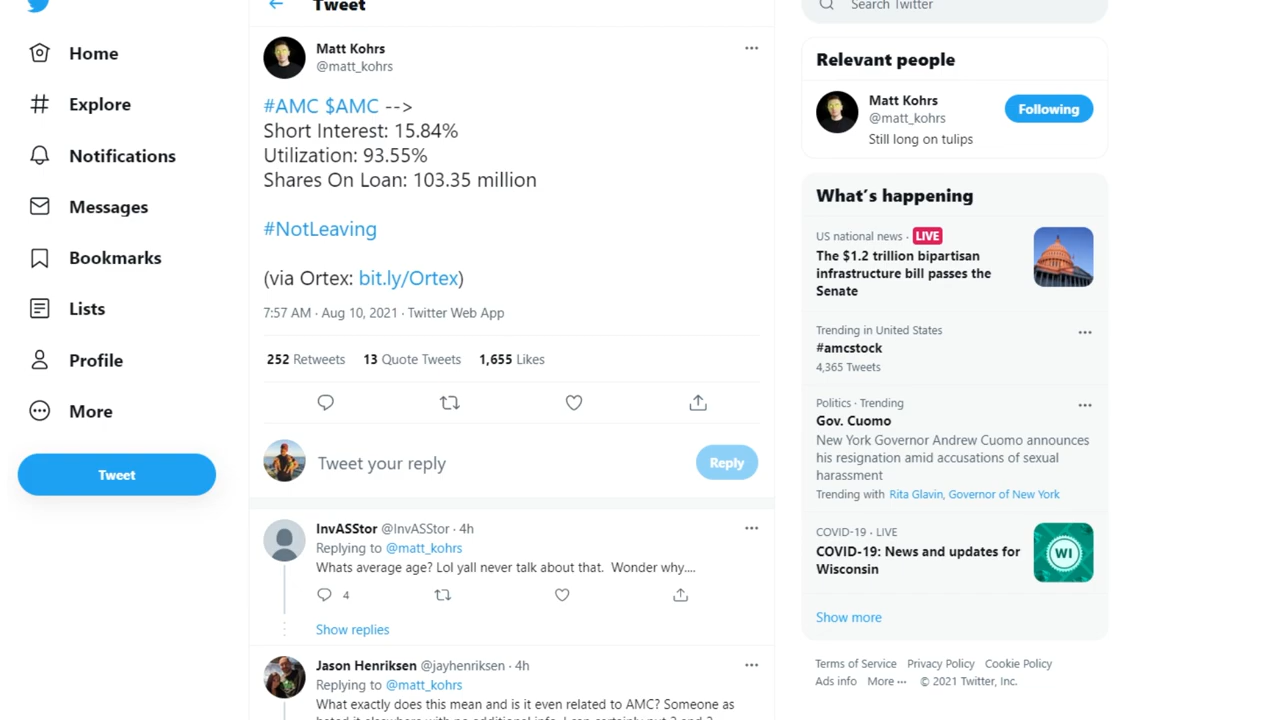 Home
Explore
Notifications
Messages
Bookmarks
Lists
Profile
More
Tweet
Tweet
Matt Kohrs
@matt_kohrs
#AMC $AMC -->
Short Interest: 15.84%
Utilization: 93.55%
Shares On Loan: 103.35 million
#NotLeaving
(via Ortex: bit.ly/Ortex)
7:57 AM · Aug 10, 2021 · Twitter Web App
252 Retweets 13 Quote Tweets 1,655 Likes
Tweet your reply
Reply
InvASStor @InvASStor · 4h
Replying to @matt_kohrs
Whats average age? Lol yall never talk about that. Wonder why....
4
Show replies
Jason Henriksen @jayhenriksen · 4h
Replying to @matt_kohrs
What exactly does this mean and is it even related to AMC? Someone as
Search Twitter
Relevant people
Matt Kohrs
@matt_kohrs
Following
Still long on tulips
What's happening
US national news · LIVE
The $1.2 trillion bipartisan
infrastructure bill passes the
Senate
Trending in United States
#amcstock
4,365 Tweets
Politics · Trending
Gov. Cuomo
New York Governor Andrew Cuomo announces
his resignation amid accusations of sexual
harassment
Trending with Rita Glavin, Governor of New York
COVID-19 · LIVE
COVID-19: News and updates for
Wisconsin
WI
Show more
Terms of Service Privacy Policy Cookie Policy
Ads info More ··· © 2021 Twitter, Inc.